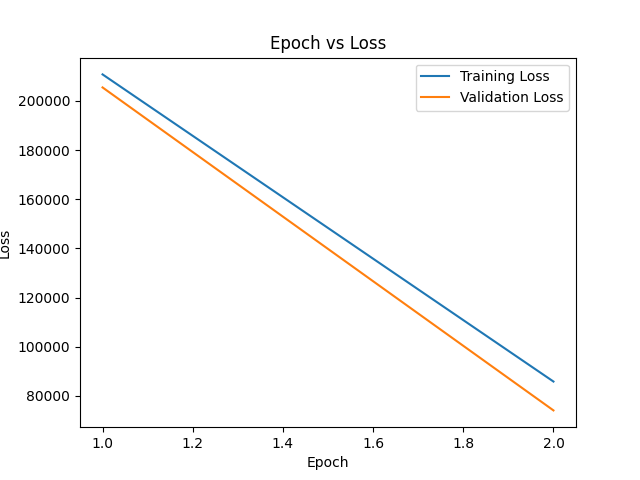 Epoch vs Loss
Training Loss
Validation Loss
200000
180000
160000
140000
120000
100000
80000
Loss
1.0 1.2 1.4 1.6 1.8 2.0
Epoch